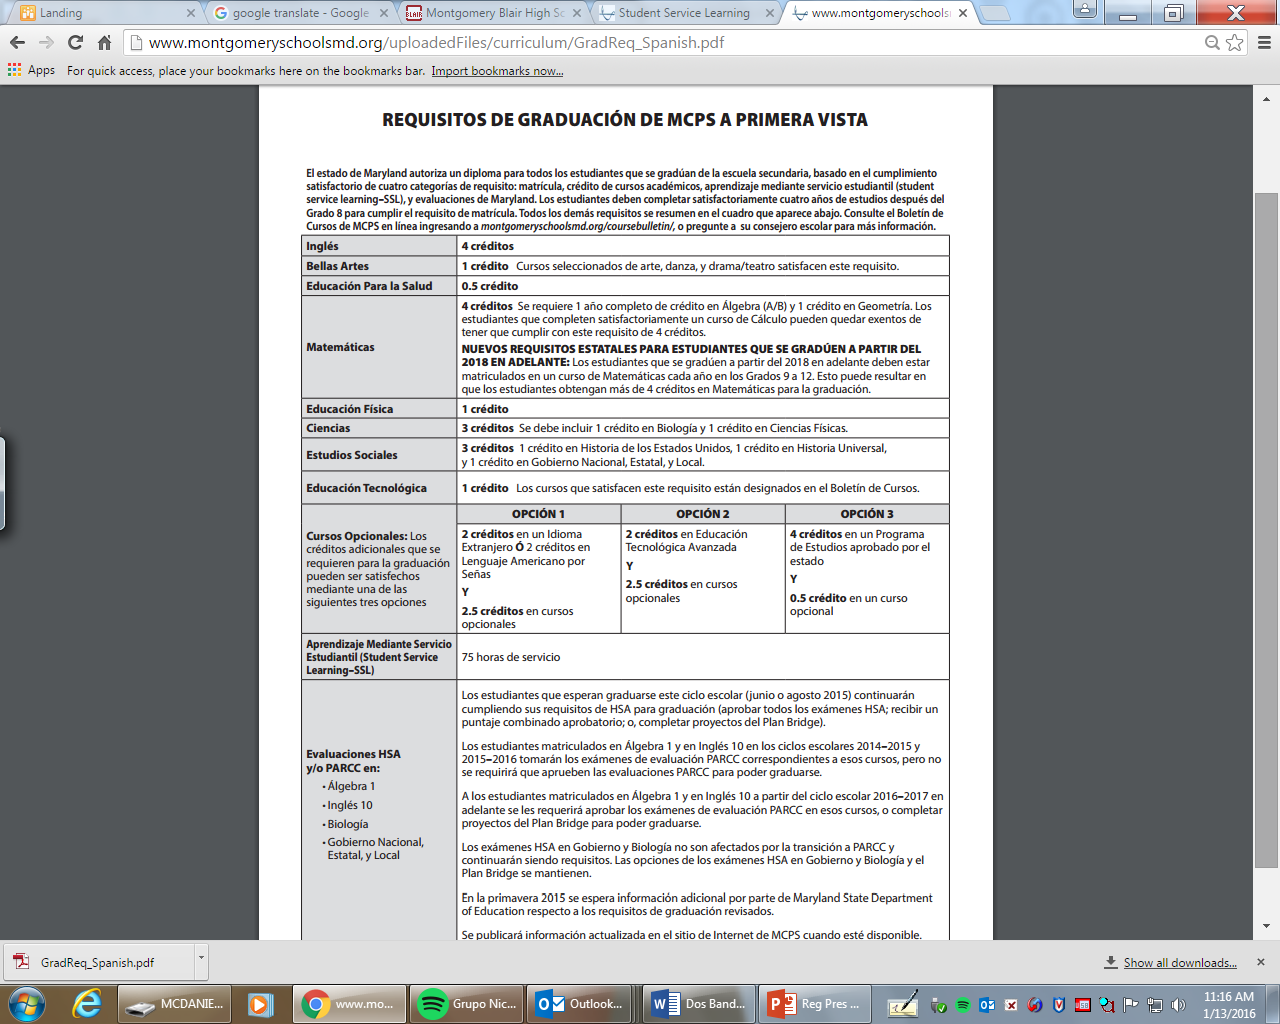 Landing
google translate - Google
BLAIR Montgomery Blair High Sc
Student Service Learning
www.montgomeryschools
www.montgomeryschoolsmd.org/uploadedFiles/curriculum/GradReq_Spanish.pdf
Apps For quick access, place your bookmarks here on the bookmarks bar. Import bookmarks now...
REQUISITOS DE GRADUACIÓN DE MCPS A PRIMERA VISTA
El estado de Maryland autoriza un diploma para todos los estudiantes que se gradúan de la escuela secundaria, basado en el cumplimiento
satisfactorio de cuatro categorías de requisito: matrícula, crédito de cursos académicos, aprendizaje mediante servicio estudiantil (student
service learning–SSL), y evaluaciones de Maryland. Los estudiantes deben completar satisfactoriamente cuatro años de estudios después del
Grado 8 para cumplir el requisito de matrícula. Todos los demás requisitos se resumen en el cuadro que aparece abajo. Consulte el Boletín de
Cursos de MCPS en línea ingresando a montgomeryschoolsmd.org/coursebulletin/, o pregunte a su consejero escolar para más información.
Inglés
4 créditos
Bellas Artes
1 crédito Cursos seleccionados de arte, danza, y drama/teatro satisfacen este requisito.
Educación Para la Salud
0.5 crédito
Matemáticas
4 créditos Se requiere 1 año completo de crédito en Álgebra (A/B) y 1 crédito en Geometría. Los
estudiantes que completen satisfactoriamente un curso de Cálculo pueden quedar exentos de
tener que cumplir con este requisito de 4 créditos.
NUEVOS REQUISITOS ESTATALES PARA ESTUDIANTES QUE SE GRADÚEN A PARTIR DEL
2018 EN ADELANTE: Los estudiantes que se gradúen a partir del 2018 en adelante deben estar
matriculados en un curso de Matemáticas cada año en los Grados 9 a 12. Esto puede resultar en
que los estudiantes obtengan más de 4 créditos en Matemáticas para la graduación.
Educación Física
1 crédito
Ciencias
3 créditos Se debe incluir 1 crédito en Biología y 1 crédito en Ciencias Físicas.
Estudios Sociales
3 créditos 1 crédito en Historia de los Estados Unidos, 1 crédito en Historia Universal,
y 1 crédito en Gobierno Nacional, Estatal, y Local.
Educación Tecnológica
1 crédito Los cursos que satisfacen este requisito están designados en el Boletín de Cursos.
Cursos Opcionales: Los
créditos adicionales que se
requieren para la graduación
pueden ser satisfechos
mediante una de las
siguientes tres opciones
OPCIÓN 1
2 créditos en un Idioma
Extranjero Ó 2 créditos en
Lenguaje Americano por
Señas
Y
2.5 créditos en cursos
opcionales
OPCIÓN 2
2 créditos en Educación
Tecnológica Avanzada
Y
2.5 créditos en cursos
opcionales
OPCIÓN 3
4 créditos en un Programa
de Estudios aprobado por el
estado
Y
0.5 crédito en un curso
opcional
Aprendizaje Mediante Servicio
Estudiantil (Student Service
Learning–SSL)
75 horas de servicio
Evaluaciones HSA
y/o PARCC en:
• Álgebra 1
• Inglés 10
• Biología
• Gobierno Nacional,
Estatal, y Local
Los estudiantes que esperan graduarse este ciclo escolar (junio o agosto 2015) continuarán
cumpliendo sus requisitos de HSA para graduación (aprobar todos los exámenes HSA; recibir un
puntaje combinado aprobatorio; o, completar proyectos del Plan Bridge).
Los estudiantes matriculados en Álgebra 1 y en Inglés 10 en los ciclos escolares 2014–2015 y
2015–2016 tomarán los exámenes de evaluación PARCC correspondientes a esos cursos, pero no
se requirirá que aprueben las evaluaciones PARCC para poder graduarse.
A los estudiantes matriculados en Álgebra 1 y en Inglés 10 a partir del ciclo escolar 2016–2017 en
adelante se les requerirá aprobar los exámenes de evaluación PARCC en esos cursos, o completar
proyectos del Plan Bridge para poder graduarse.
Los exámenes HSA en Gobierno y Biología no son afectados por la transición a PARCC y
continuarán siendo requisitos. Las opciones de los exámenes HSA en Gobierno y Biología y el
Plan Bridge se mantienen.
En la primavera 2015 se espera información adicional por parte de Maryland State Department
of Education respecto a los requisitos de graduación revisados.
Se publicará información actualizada en el sitio de Internet de MCPS cuando esté disponible.
GradReq_Spanish.pdf
Show all downloads...
MCDANIE...
www.mo...
Grupo Nic...
Outlook...
Dos Band...
Reg Pres ...
11:16 AM
1/13/2016